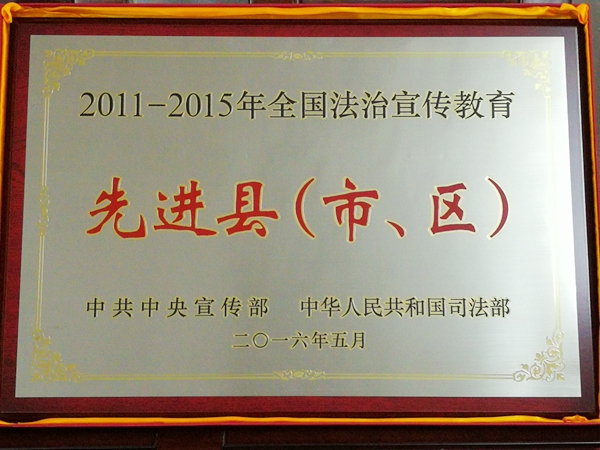 2011-2015年全国法治宣传教育
先进县(市、区)
中共中央宣传部 中华人民共和国司法部
二〇一六年五月